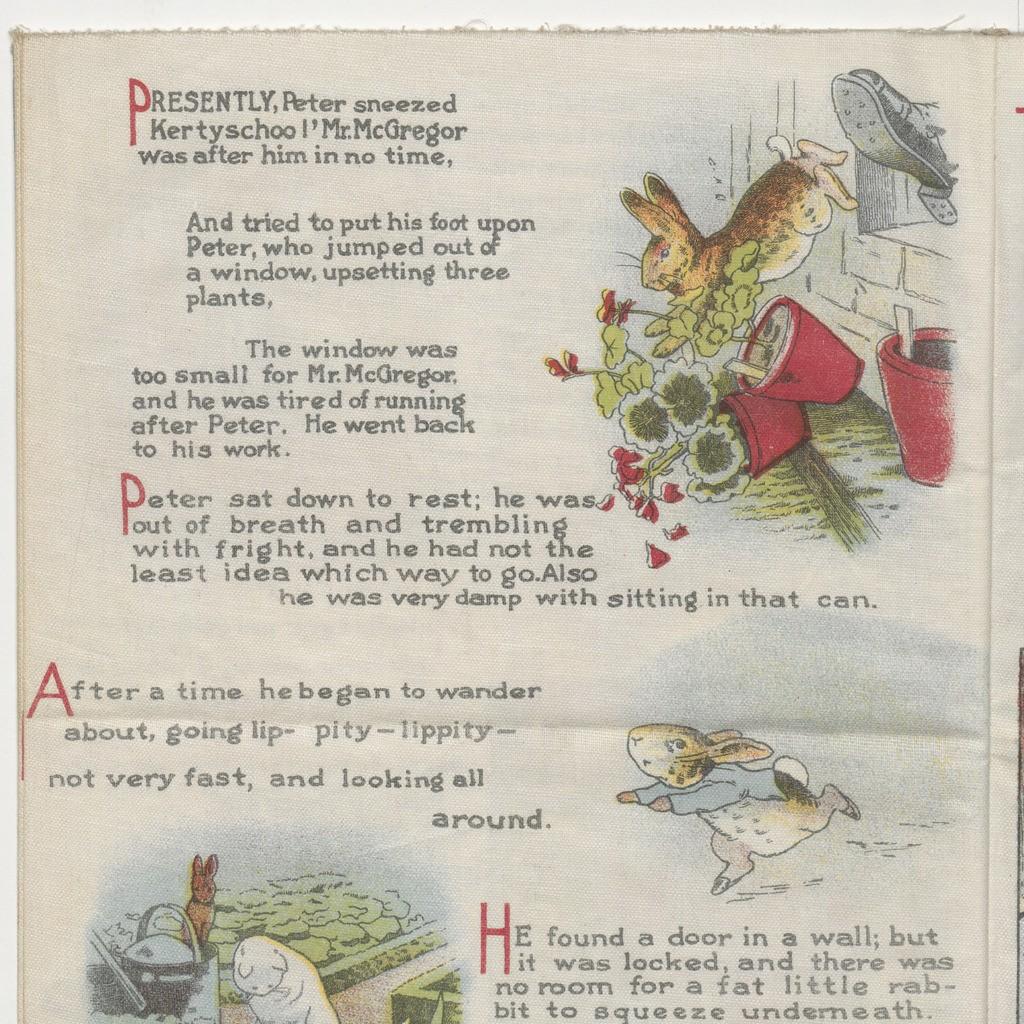 PRESENTLY, Peter sneezed
Kertyschoo!' Mr. McGregor
was after him in no time,
And tried to put his foot upon
Peter, who jumped out of
a window, upsetting three
plants,
The window was
too small for Mr. McGregor,
and he was tired of running
after Peter. He went back
to his work.
Peter sat down to rest; he was
out of breath and trembling
with fright, and he had not the
least idea which way to go. Also
he was very damp with sitting in that can.
After a time he began to wander
about, going lip- pity—lippity—
not very fast, and looking all
around.
HE found a door in a wall; but
it was locked, and there was
no room for a fat little rab-
bit to squeeze underneath.